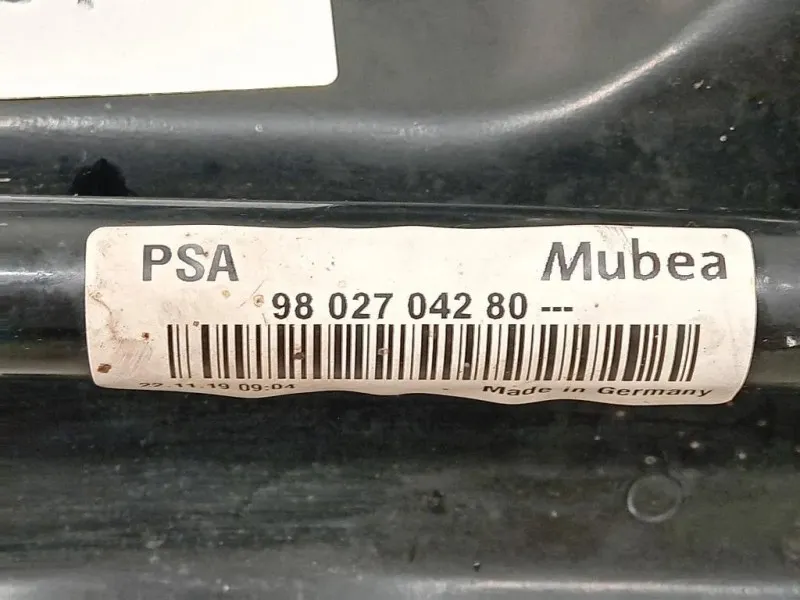 PSA Mubea
98 027 042 80 ---
22.11.19 09:04 Made in Germany